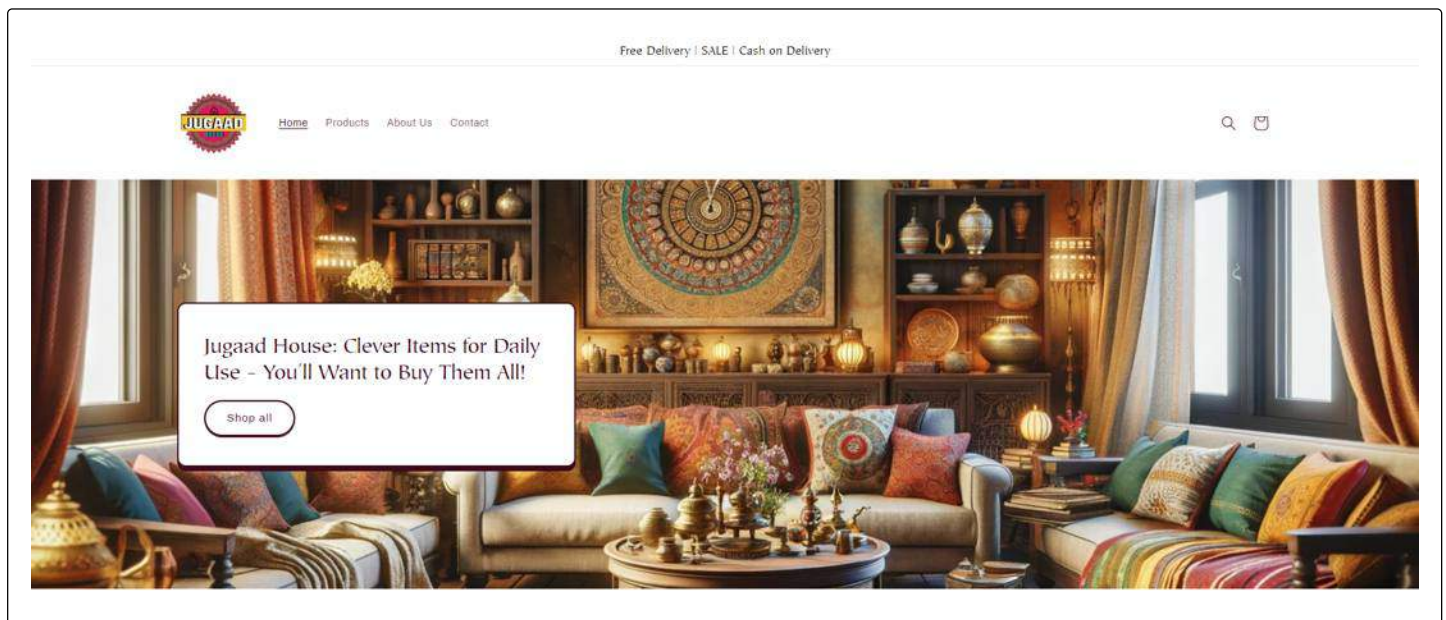 Free Delivery | SALE | Cash on Delivery
JUGAAD
Home Products About Us Contact
Jugaad House: Clever Items for Daily
Use – You'll Want to Buy Them All!
Shop all